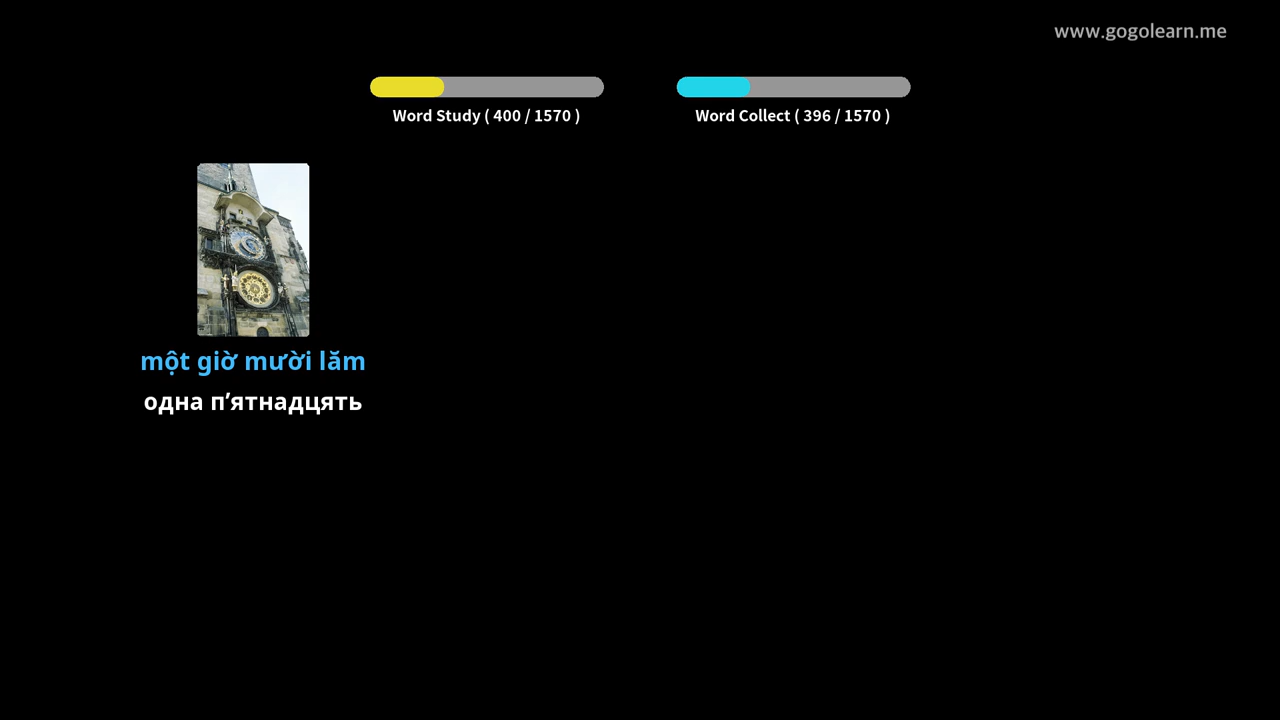 www.gogolearn.me
Word Study ( 400 / 1570 )
Word Collect ( 396 / 1570 )
một giờ mười lăm
одна п’ятнадцять